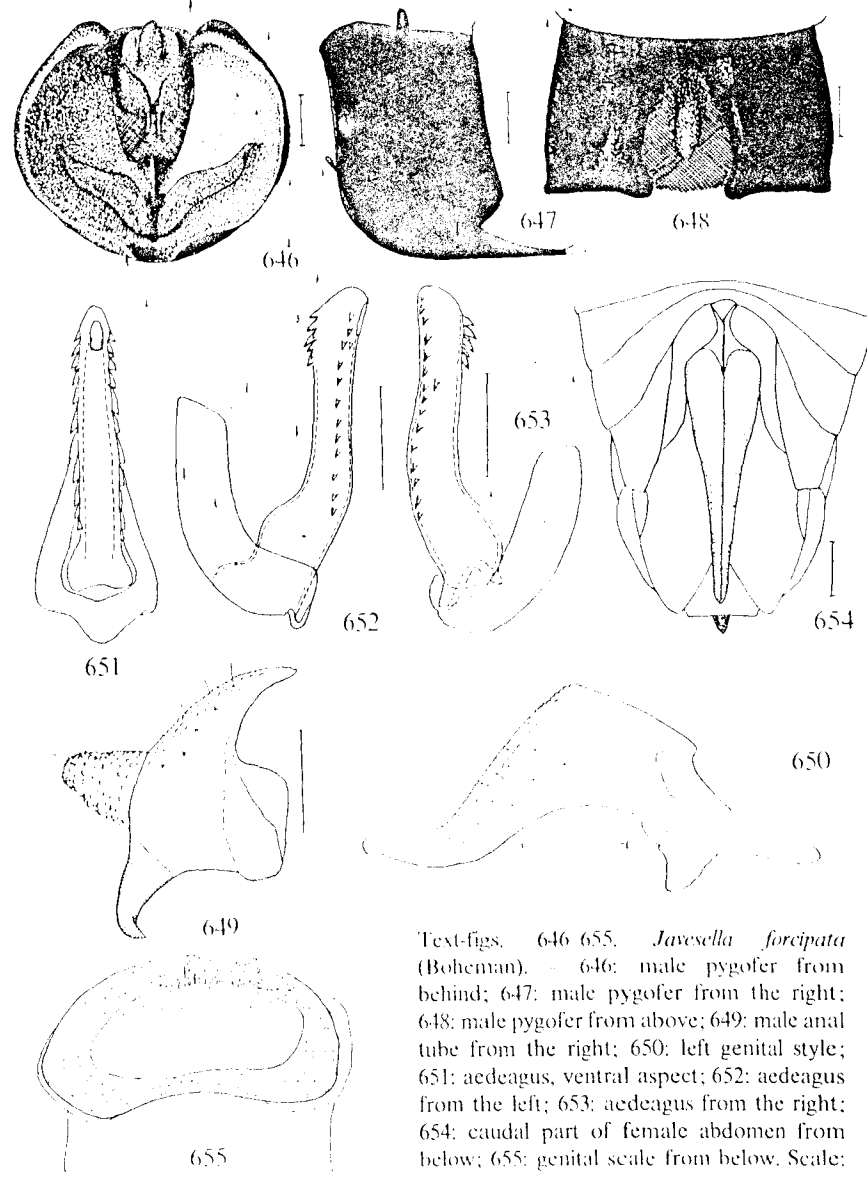 646
647
648
651
652
653
654
649
650
655
Text-figs. 646–655. Javesella forcipata
(Boheman). – 646: male pygofer from
behind; 647: male pygofer from the right;
648: male pygofer from above; 649: male anal
tube from the right; 650: left genital style;
651: aedeagus, ventral aspect; 652: aedeagus
from the left; 653: aedeagus from the right;
654: caudal part of female abdomen from
below; 655: genital scale from below. Scale: